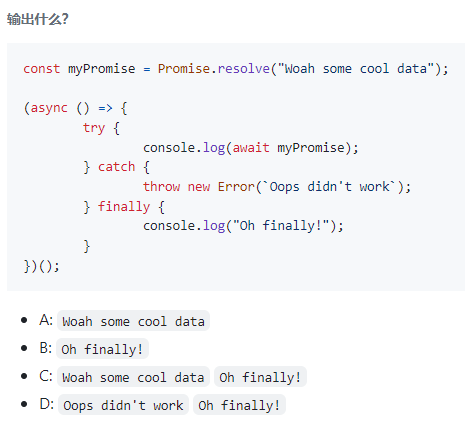 输出什么?
const myPromise = Promise.resolve("Woah some cool data");
(async () => {
try {
console.log(await myPromise);
} catch {
throw new Error(`Oops didn't work`);
} finally {
console.log("Oh finally!");
}
})();
A: Woah some cool data
B: Oh finally!
C: Woah some cool data Oh finally!
D: Oops didn't work Oh finally!